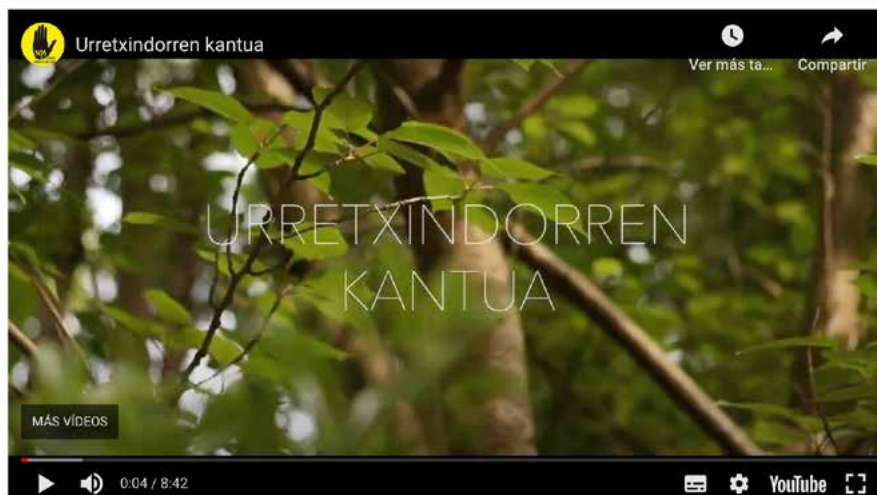 Urretxindorren kantua
Ver más ta...
Compartir
URRETXINDORREN
KANTUA
MÁS VÍDEOS
0:04 / 8:42
YouTube